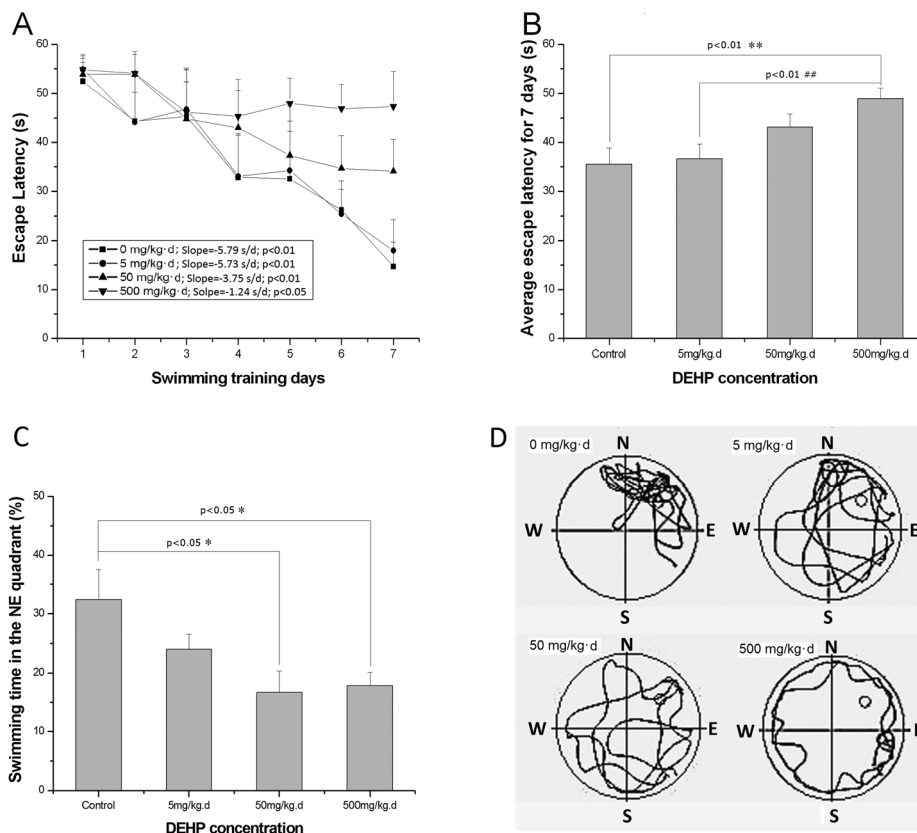 A
Escape Latency (s)
60
50
40
30
20
10
0
0 mg/kg·d; Slope=-5.79 s/d; p<0.01
5 mg/kg·d; Slope=-5.73 s/d; p<0.01
50 mg/kg·d; Slope=-3.75 s/d; p<0.01
500 mg/kg·d; Solpe=-1.24 s/d; p<0.05
1 2 3 4 5 6 7
Swimming training days
B
Average escape latency for 7 days (s)
60
50
40
30
20
10
0
p<0.01 **
p<0.01 ##
Control 5mg/kg.d 50mg/kg.d 500mg/kg.d
DEHP concentration
C
Swimming time in the NE quadrant (%)
50
40
30
20
10
0
p<0.05 *
p<0.05 *
Control 5mg/kg.d 50mg/kg.d 500mg/kg.d
DEHP concentration
D
0 mg/kg·d
N
W E
S
5 mg/kg·d
N
W E
S
50 mg/kg·d
N
W E
S
500 mg/kg·d
N
W E
S